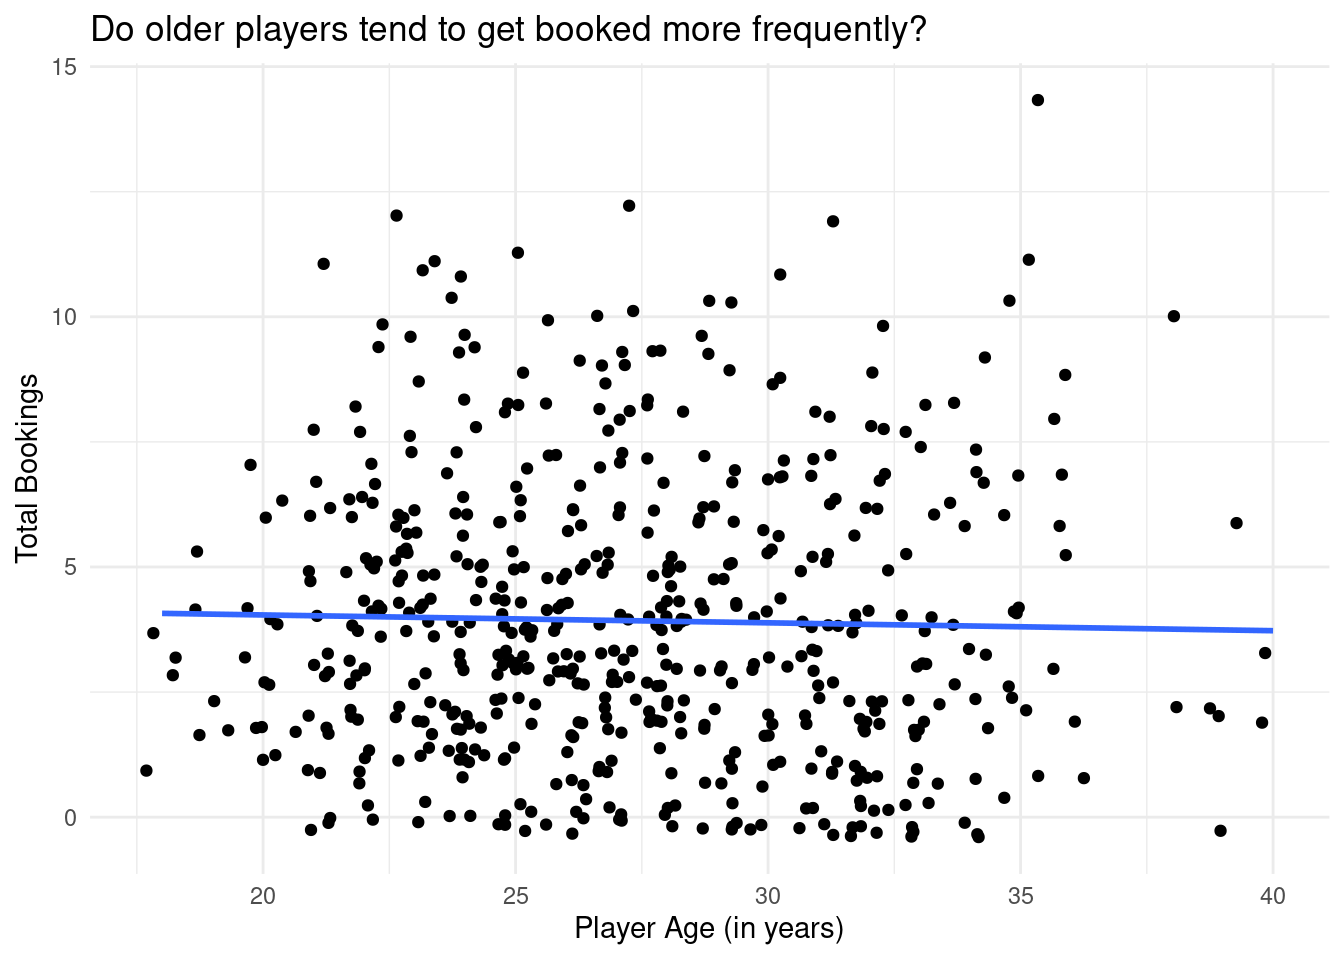 Do older players tend to get booked more frequently?
15
10
5
0
Total Bookings
20 25 30 35 40
Player Age (in years)